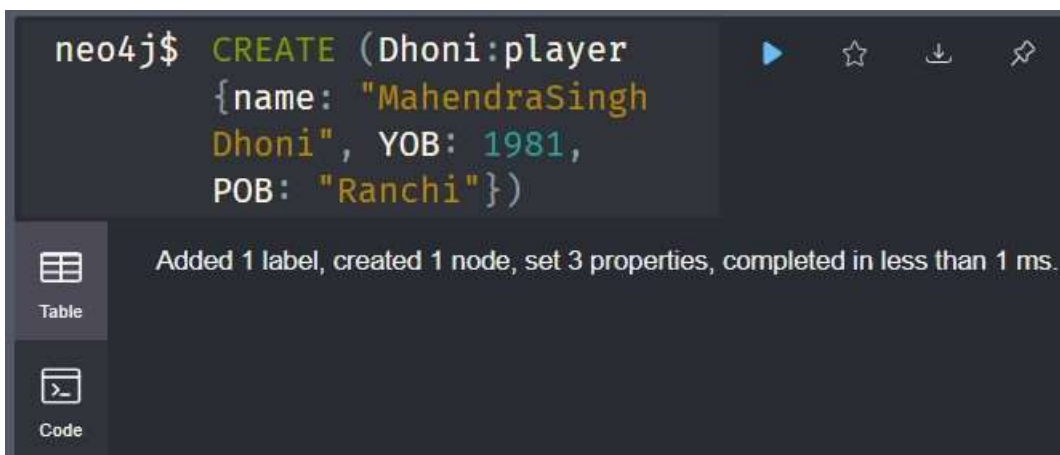 neo4j$ CREATE (Dhoni:player
{name: "MahendraSingh
Dhoni", YOB: 1981,
POB: "Ranchi"})
Added 1 label, created 1 node, set 3 properties, completed in less than 1 ms.
Table
Code